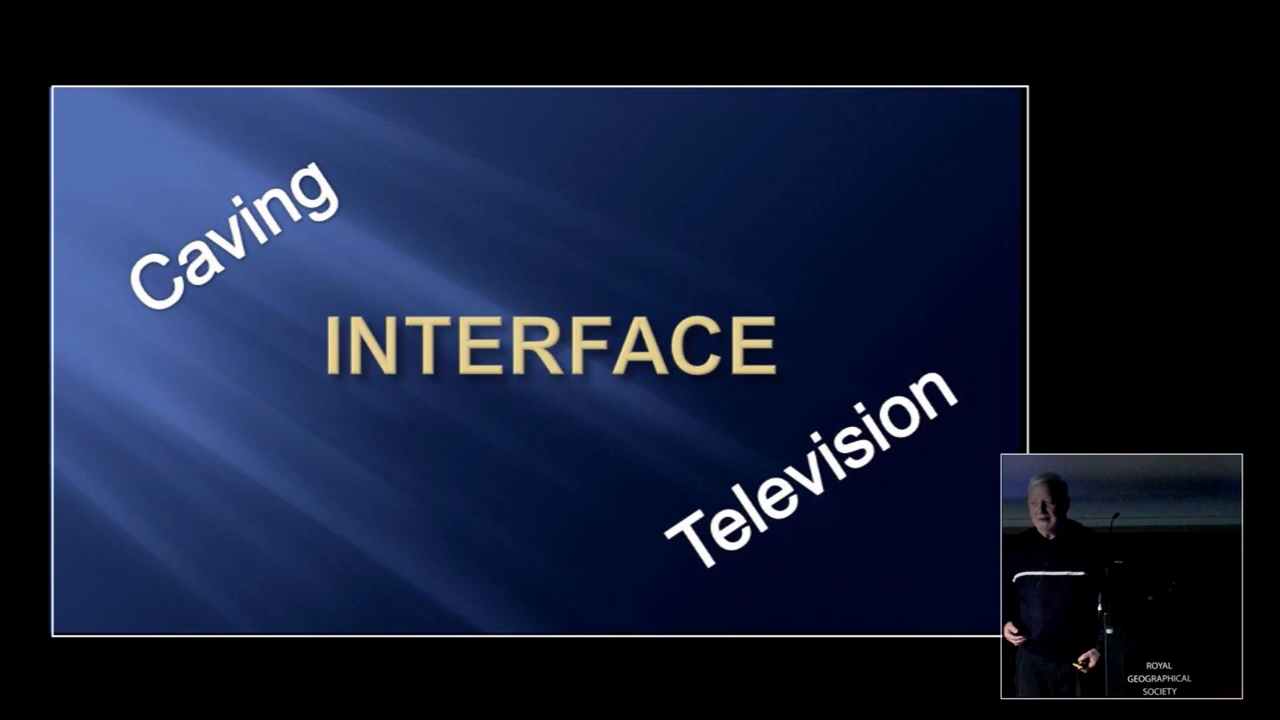 Caving
INTERFACE
Television
ROYAL
GEOGRAPHICAL
SOCIETY